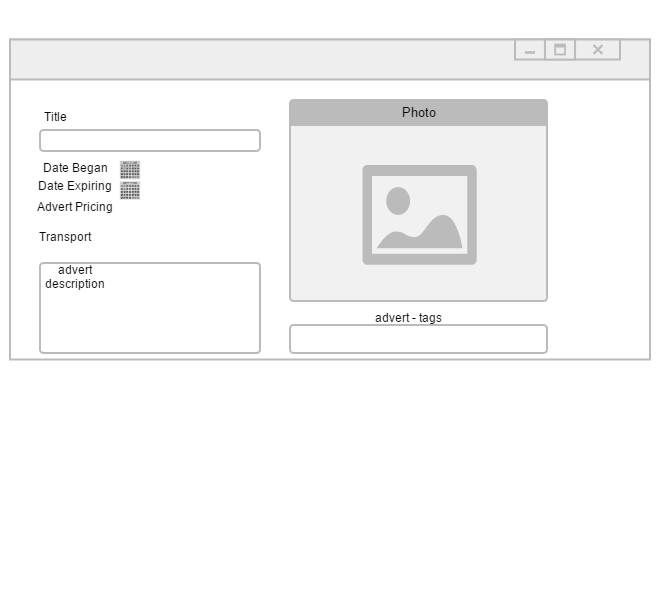 Title
Date Began
Date Expiring
Advert Pricing
Transport
advert
description
Photo
advert - tags